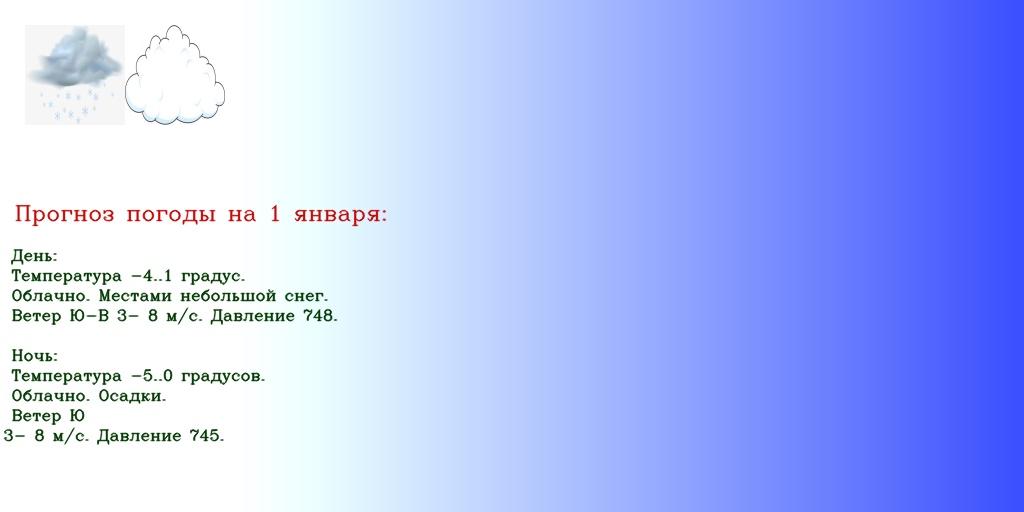 Прогноз погоды на 1 января:
День:
Температура -4..1 градус.
Облачно. Местами небольшой снег.
Ветер Ю-В 3- 8 м/с. Давление 748.
Ночь:
Температура -5..0 градусов.
Облачно. Осадки.
Ветер Ю
3- 8 м/с. Давление 745.